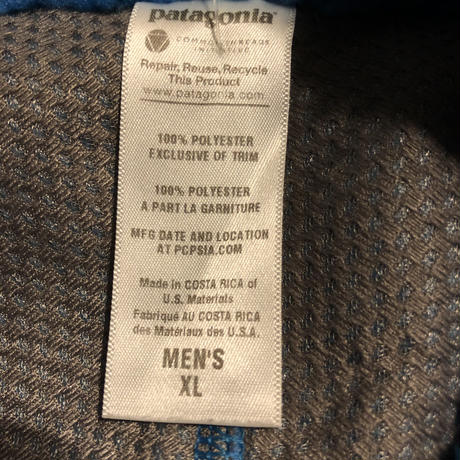 patagonia
COMMON THREADS
INITIATIVE
Repair, Reuse, Recycle
This Product
www.patagonia.com
100% POLYESTER
EXCLUSIVE OF TRIM
100% POLYESTER
A PART LA GARNITURE
MFG DATE AND LOCATION
AT PCPSIA.COM
Made in COSTA RICA of
U.S. Materials
Fabriqué AU COSTA RICA
des Matériaux des U.S.A.
MEN'S
XL